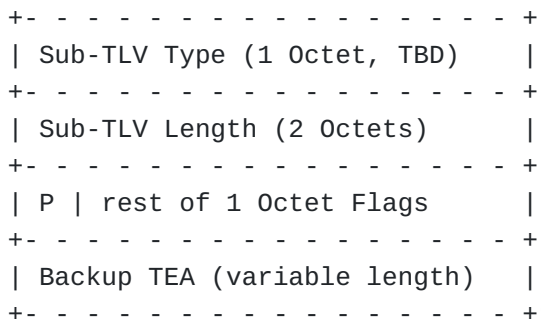 +- - - - - - - - - - - - - - - - +
| Sub-TLV Type (1 Octet, TBD)    |
+- - - - - - - - - - - - - - - - +
| Sub-TLV Length (2 Octets)      |
+- - - - - - - - - - - - - - - - +
| P | rest of 1 Octet Flags      |
+- - - - - - - - - - - - - - - - +
| Backup TEA (variable length)   |
+- - - - - - - - - - - - - - - - +